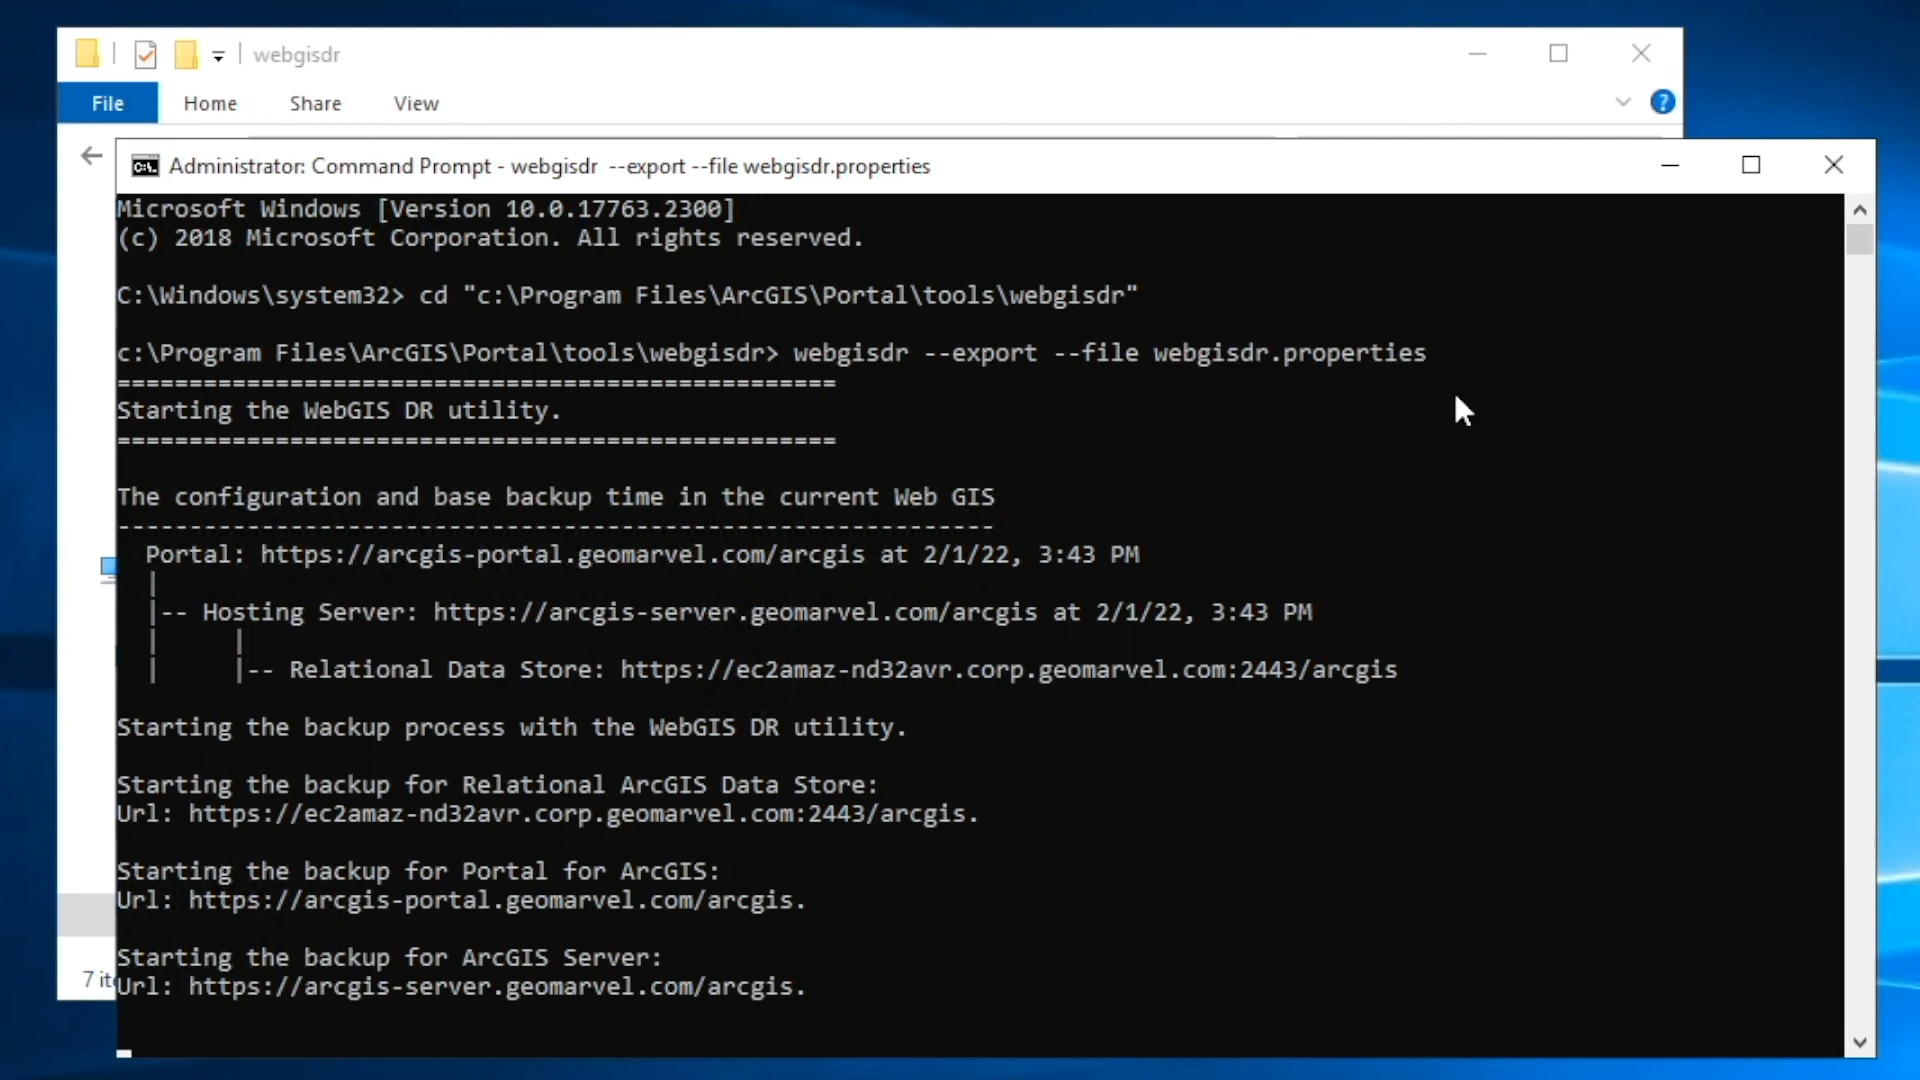 webgisdr
File Home Share View
Administrator: Command Prompt - webgisdr --export --file webgisdr.properties
Microsoft Windows [Version 10.0.17763.2300]
(c) 2018 Microsoft Corporation. All rights reserved.
C:\Windows\system32> cd "c:\Program Files\ArcGIS\Portal\tools\webgisdr"
c:\Program Files\ArcGIS\Portal\tools\webgisdr> webgisdr --export --file webgisdr.properties
==================================================
Starting the WebGIS DR utility.
==================================================
The configuration and base backup time in the current Web GIS
-------------------------------------------------------------
Portal: https://arcgis-portal.geomarvel.com/arcgis at 2/1/22, 3:43 PM
|
|-- Hosting Server: https://arcgis-server.geomarvel.com/arcgis at 2/1/22, 3:43 PM
| |
| |-- Relational Data Store: https://ec2amaz-nd32avr.corp.geomarvel.com:2443/arcgis
Starting the backup process with the WebGIS DR utility.
Starting the backup for Relational ArcGIS Data Store:
Url: https://ec2amaz-nd32avr.corp.geomarvel.com:2443/arcgis.
Starting the backup for Portal for ArcGIS:
Url: https://arcgis-portal.geomarvel.com/arcgis.
Starting the backup for ArcGIS Server:
Url: https://arcgis-server.geomarvel.com/arcgis.
7 it